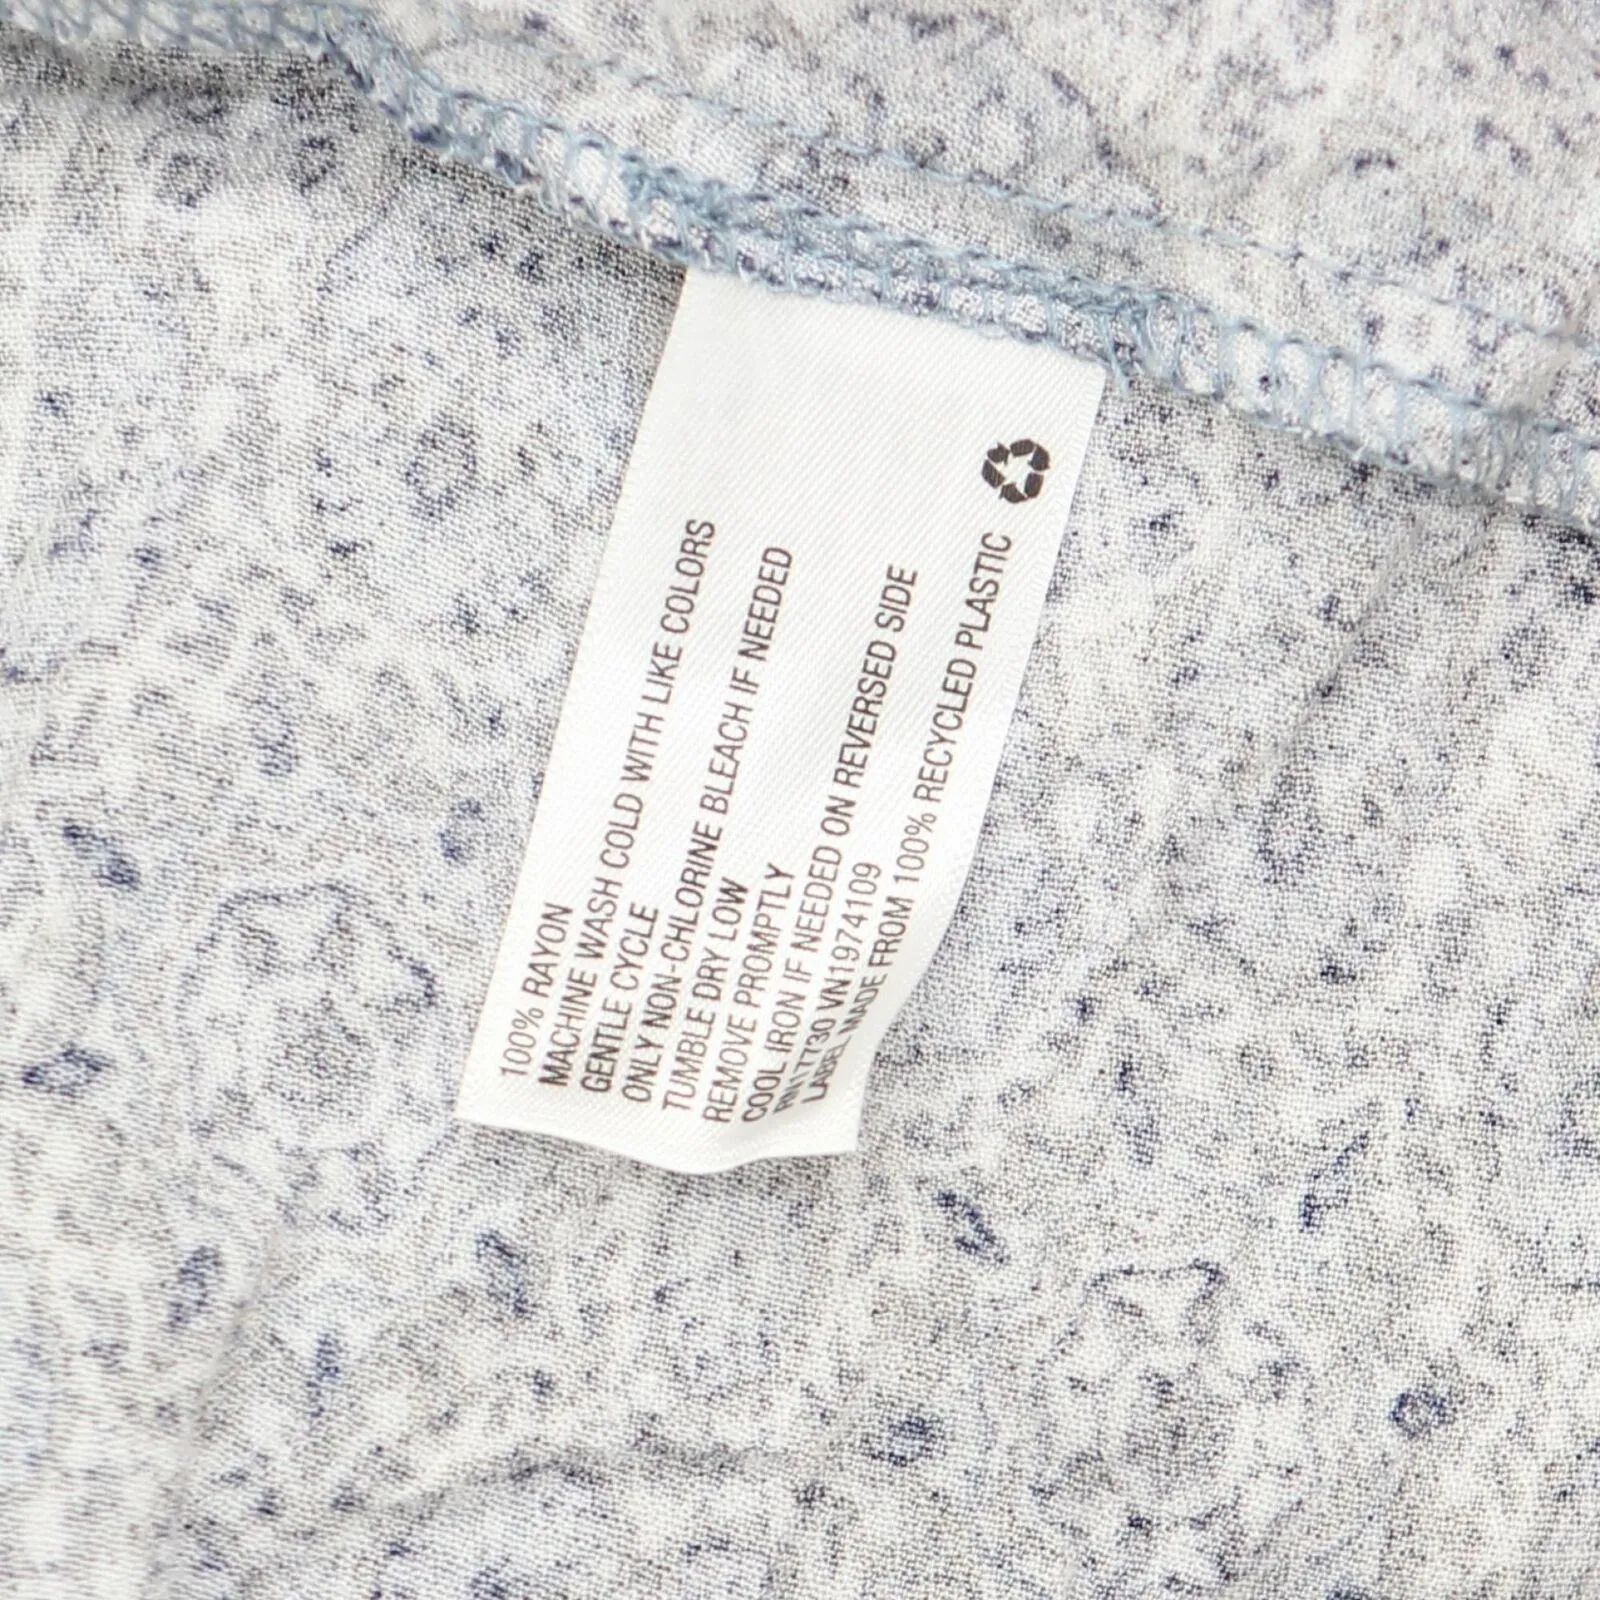 100% RAYON
MACHINE WASH COLD WITH LIKE COLORS
GENTLE CYCLE
ONLY NON-CHLORINE BLEACH IF NEEDED
TUMBLE DRY LOW
REMOVE PROMPTLY
COOL IRON IF NEEDED ON REVERSED SIDE
RN17730 VN1974109
LABEL MADE FROM 100% RECYCLED PLASTIC